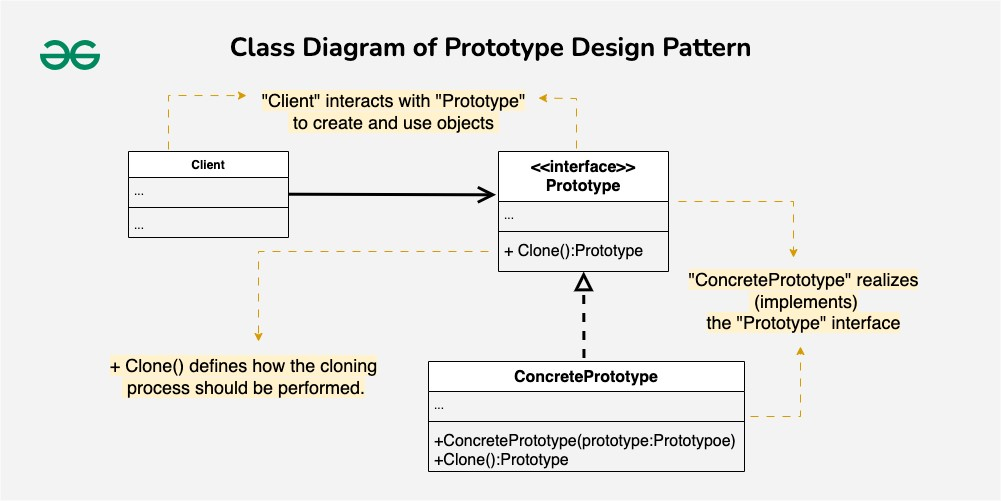 Class Diagram of Prototype Design Pattern
"Client" interacts with "Prototype"
to create and use objects
Client
...
...
<<interface>>
Prototype
...
+ Clone():Prototype
"ConcretePrototype" realizes
(implements)
the "Prototype" interface
+ Clone() defines how the cloning
process should be performed.
ConcretePrototype
...
+ConcretePrototype(prototype:Prototypoe)
+Clone():Prototype